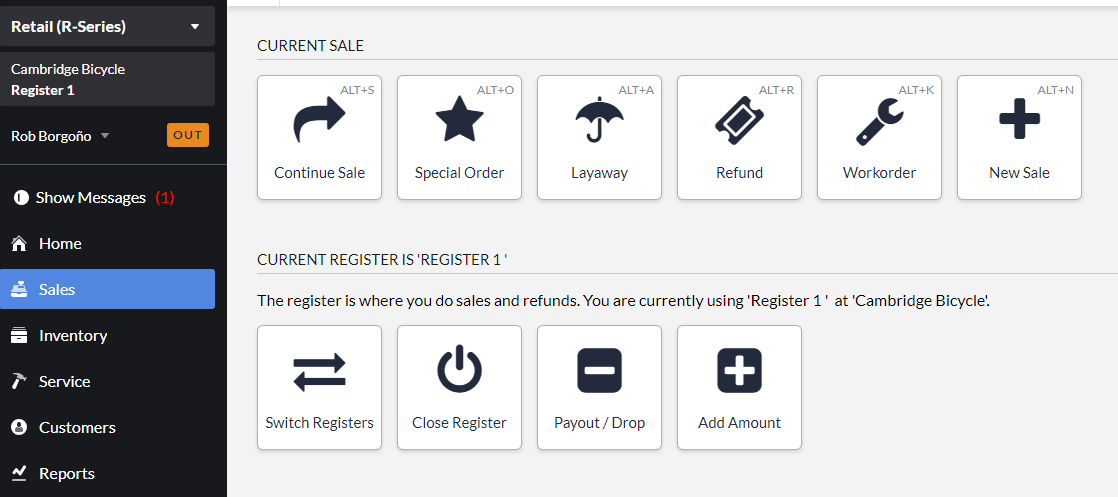 Retail (R-Series)
Cambridge Bicycle
Register 1
Rob Borgoño
OUT
Show Messages (1)
Home
Sales
Inventory
Service
Customers
Reports
CURRENT SALE
ALT+S
Continue Sale
ALT+O
Special Order
ALT+A
Layaway
ALT+R
Refund
ALT+K
Workorder
ALT+N
New Sale
CURRENT REGISTER IS 'REGISTER 1 '
The register is where you do sales and refunds. You are currently using 'Register 1 ' at 'Cambridge Bicycle'.
Switch Registers
Close Register
Payout / Drop
Add Amount